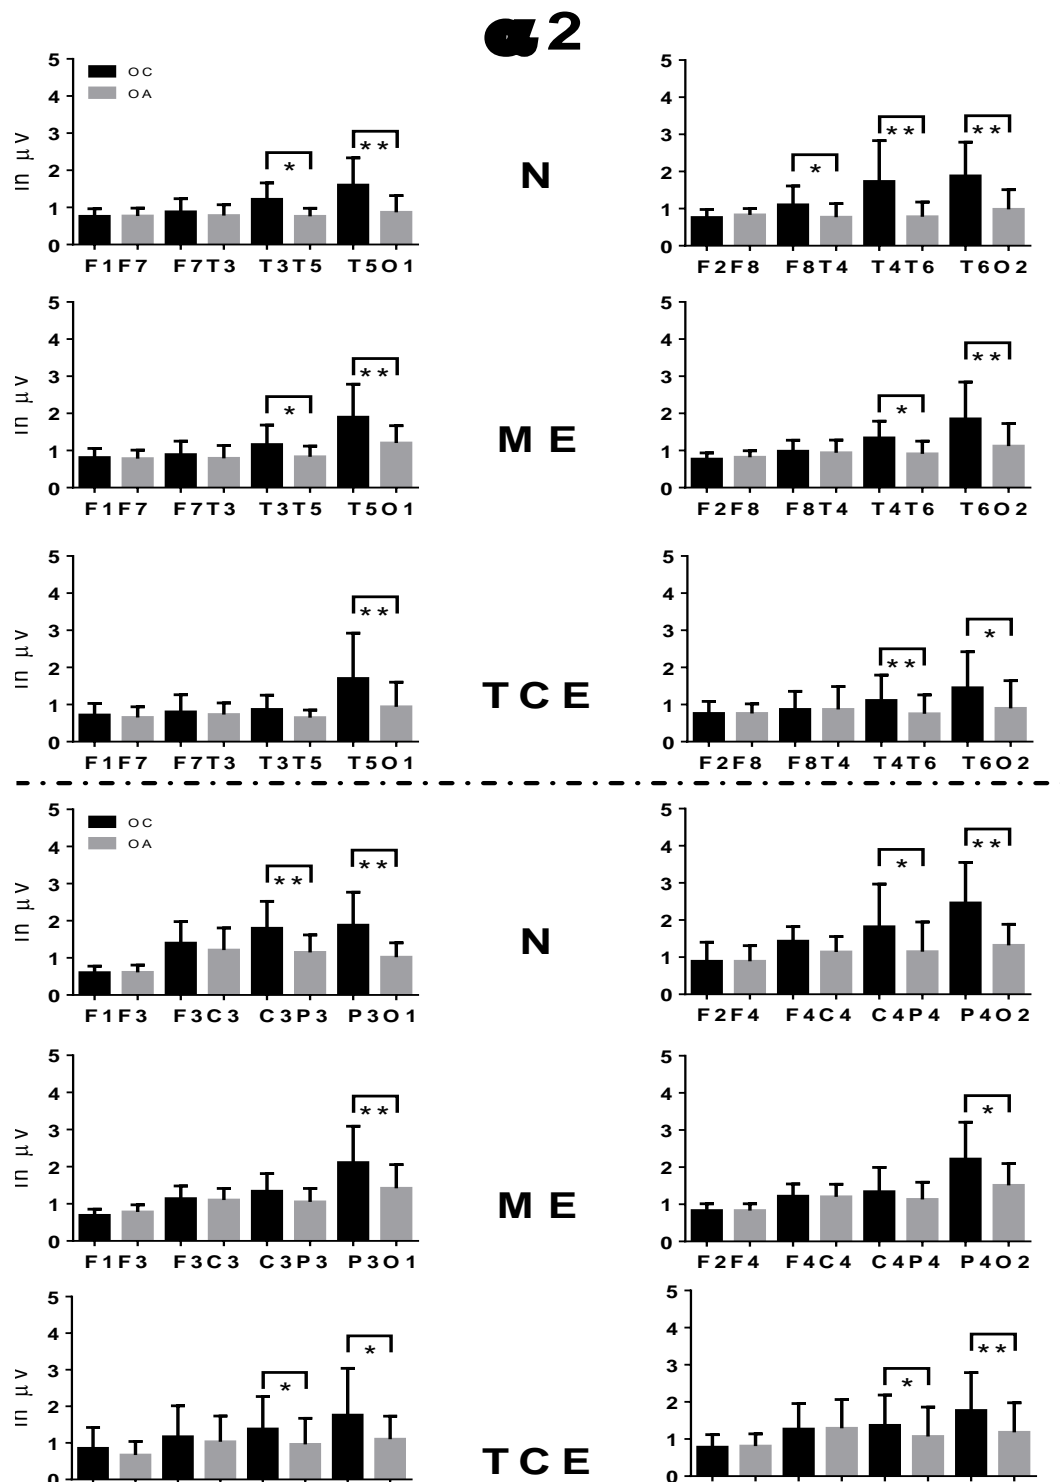 α2
5
4
3
2
1
0
in µv
OC
OA
* **
F1F7 F7T3 T3T5 T5O1
N
5
4
3
2
1
0
* ** **
F2F8 F8T4 T4T6 T6O2
5
4
3
2
1
0
in µv
* **
F1F7 F7T3 T3T5 T5O1
ME
5
4
3
2
1
0
* **
F2F8 F8T4 T4T6 T6O2
5
4
3
2
1
0
in µv
**
F1F7 F7T3 T3T5 T5O1
TCE
5
4
3
2
1
0
** *
F2F8 F8T4 T4T6 T6O2
5
4
3
2
1
0
in µv
OC
OA
** **
F1F3 F3C3 C3P3 P3O1
N
5
4
3
2
1
0
* **
F2F4 F4C4 C4P4 P4O2
5
4
3
2
1
0
in µv
**
F1F3 F3C3 C3P3 P3O1
ME
5
4
3
2
1
0
*
F2F4 F4C4 C4P4 P4O2
5
4
3
2
1
0
in µv
* *
TCE
5
4
3
2
1
0
* **